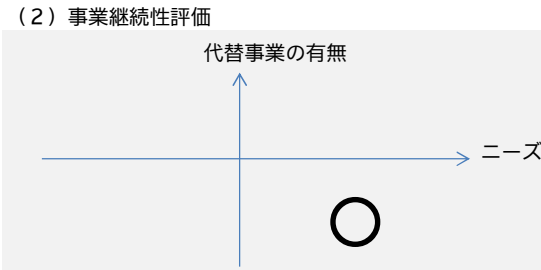 （２）事業継続性評価
代替事業の有無
ニーズ